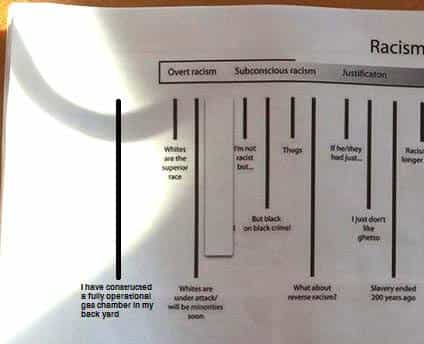 Racism
Overt racism
Subconscious racism
Justificaton
Whites
are the
superior
race
I'm not
racist
but...
Thugs
If he/they
had just...
longer
But black
on black crime!
I just don't
like
ghetto
I have constructed
a fully operational
gas chamber in my
back yard
Whites are
under attack/
will be minorities
soon
What about
reverse racism?
Slavery ended
200 years ago